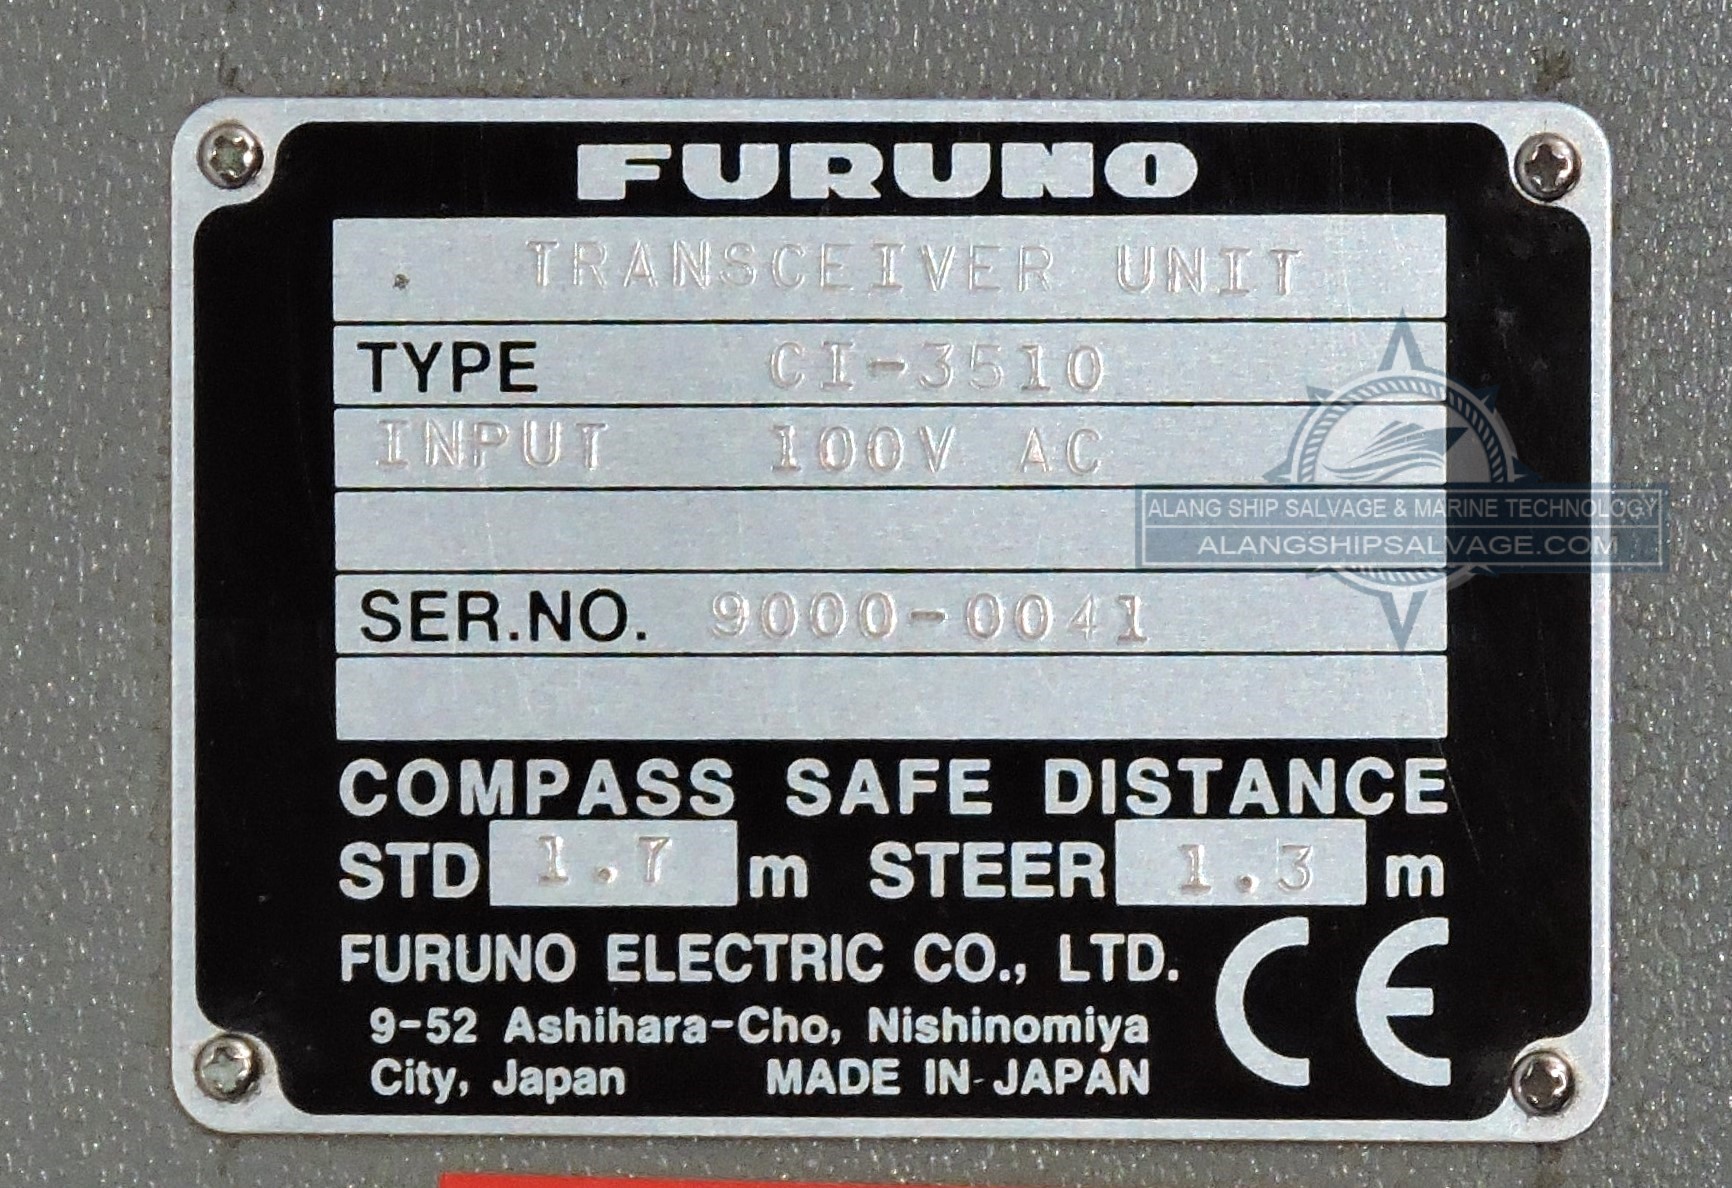 FURUNO
TRANSCEIVER UNIT
TYPE CI-3510
INPUT 100V AC
ALANG SHIP SALVAGE & MARINE TECHNOLOGY
ALANGSHIPSALVAGE.COM
SER.NO. 9000-0041
COMPASS SAFE DISTANCE
STD 1.7 m STEER 1.3 m
FURUNO ELECTRIC CO., LTD. CE
9-52 Ashihara-Cho, Nishinomiya
City, Japan MADE IN JAPAN